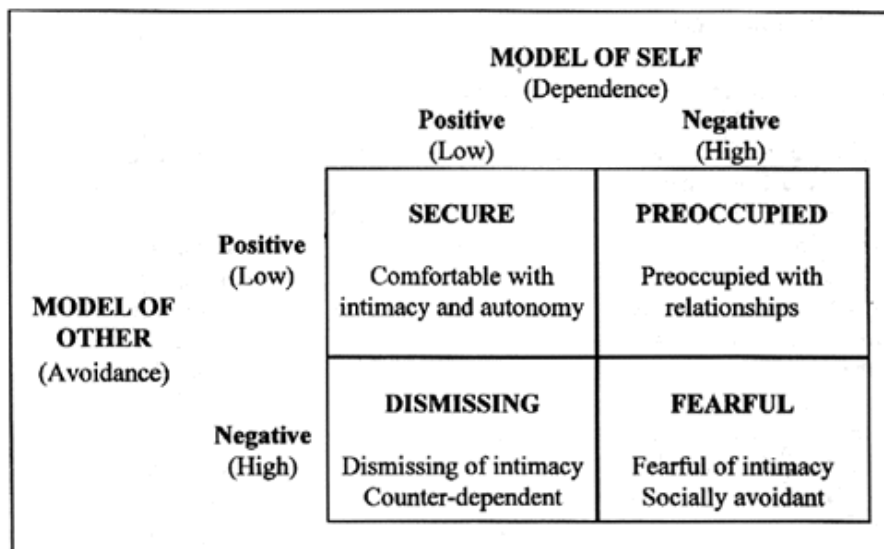 MODEL OF SELF
(Dependence)
Positive
(Low)
Negative
(High)
MODEL OF
OTHER
(Avoidance)
Positive
(Low)
SECURE
Comfortable with
intimacy and autonomy
PREOCCUPIED
Preoccupied with
relationships
Negative
(High)
DISMISSING
Dismissing of intimacy
Counter-dependent
FEARFUL
Fearful of intimacy
Socially avoidant